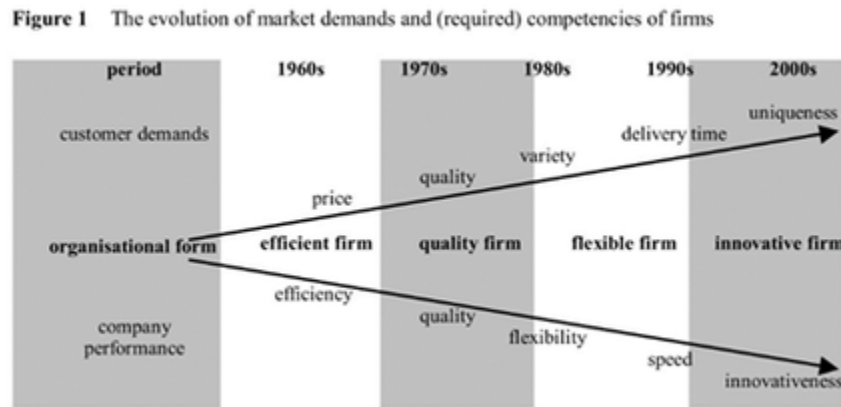 Figure 1 The evolution of market demands and (required) competencies of firms
period 1960s 1970s 1980s 1990s 2000s
uniqueness
customer demands
delivery time
variety
quality
price
organisational form efficient firm quality firm flexible firm innovative firm
efficiency
quality
company
performance
flexibility
speed
innovativeness